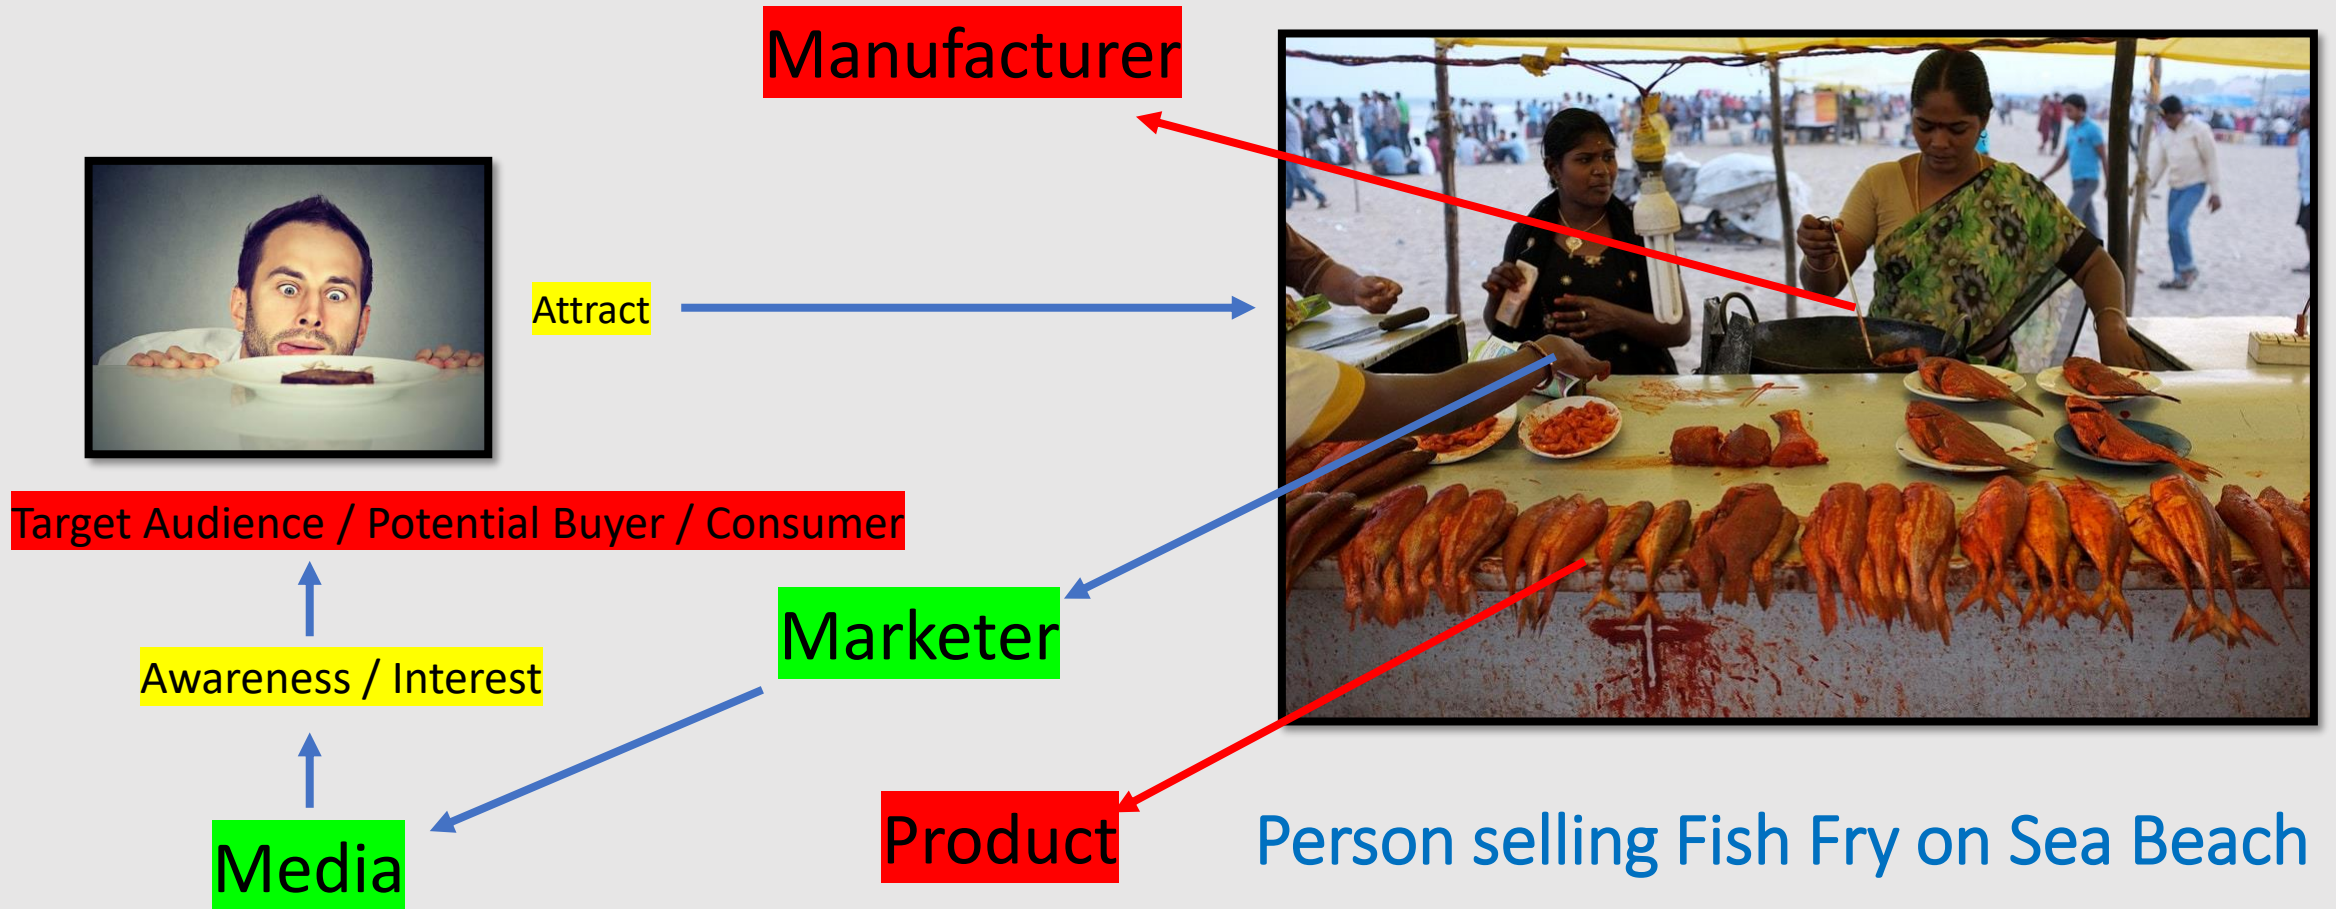 Manufacturer
Attract
Target Audience / Potential Buyer / Consumer
Marketer
Awareness / Interest
Product
Person selling Fish Fry on Sea Beach
Media